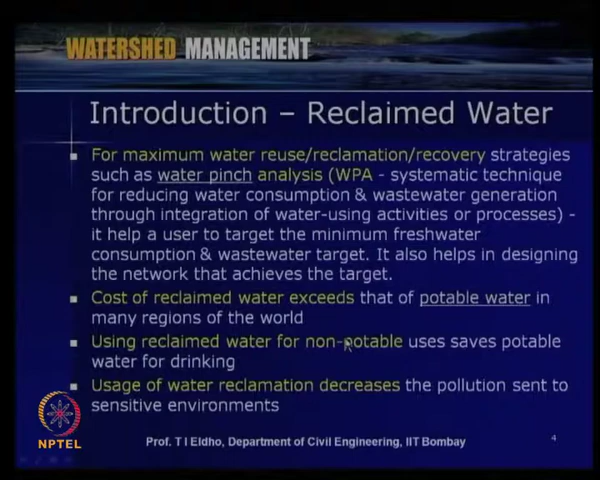 WATERSHED MANAGEMENT
Introduction – Reclaimed Water
For maximum water reuse/reclamation/recovery strategies
such as water pinch analysis (WPA - systematic technique
for reducing water consumption & wastewater generation
through integration of water-using activities or processes) -
it help a user to target the minimum freshwater
consumption & wastewater target. It also helps in designing
the network that achieves the target.
Cost of reclaimed water exceeds that of potable water in
many regions of the world
Using reclaimed water for non-potable uses saves potable
water for drinking
Usage of water reclamation decreases the pollution sent to
sensitive environments
NPTEL
Prof. T I Eldho, Department of Civil Engineering, IIT Bombay
4